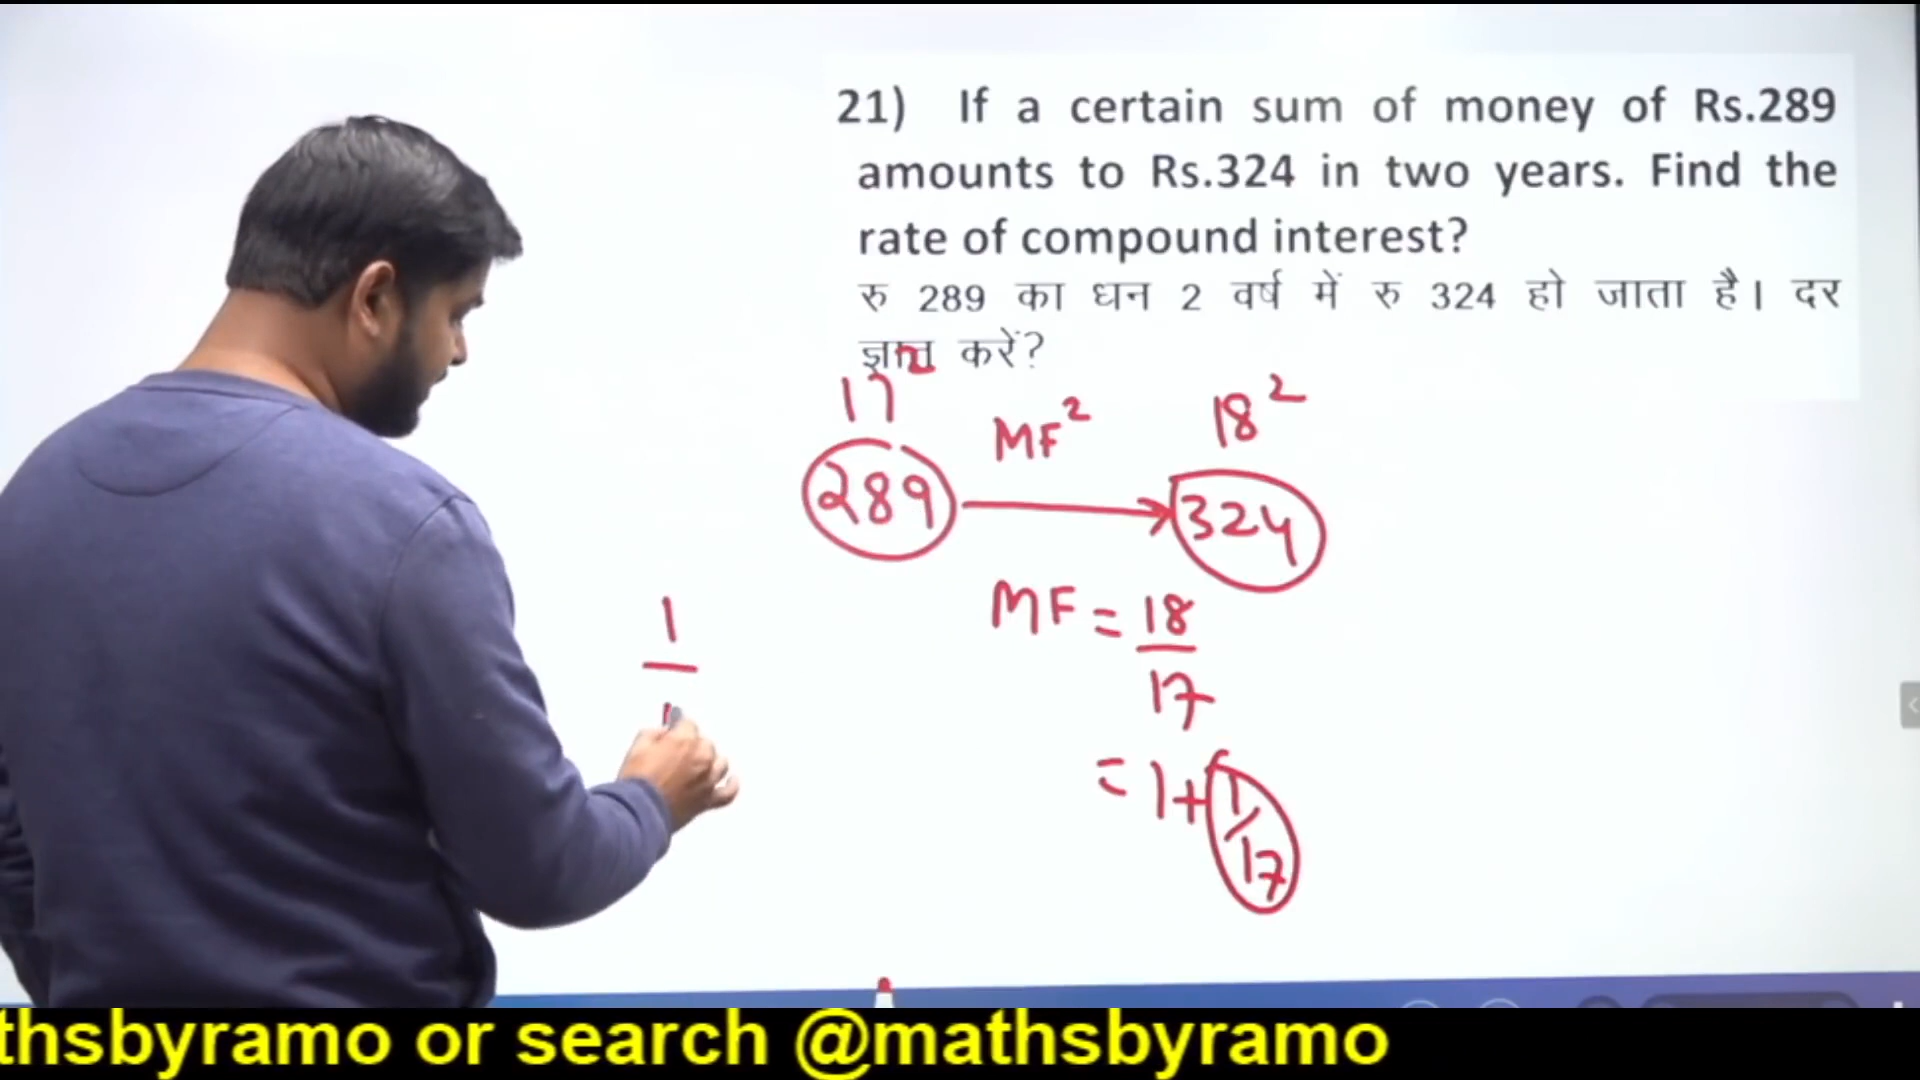 21) If a certain sum of money of Rs.289
amounts to Rs.324 in two years. Find the
rate of compound interest?
रु 289 का धन 2 वर्ष में रु 324 हो जाता है। दर
ज्ञात करें?
17² MF² 18²
289 → 324
MF = 18/17
= 1+1/17
1
thsbyramo or search @mathsbyramo